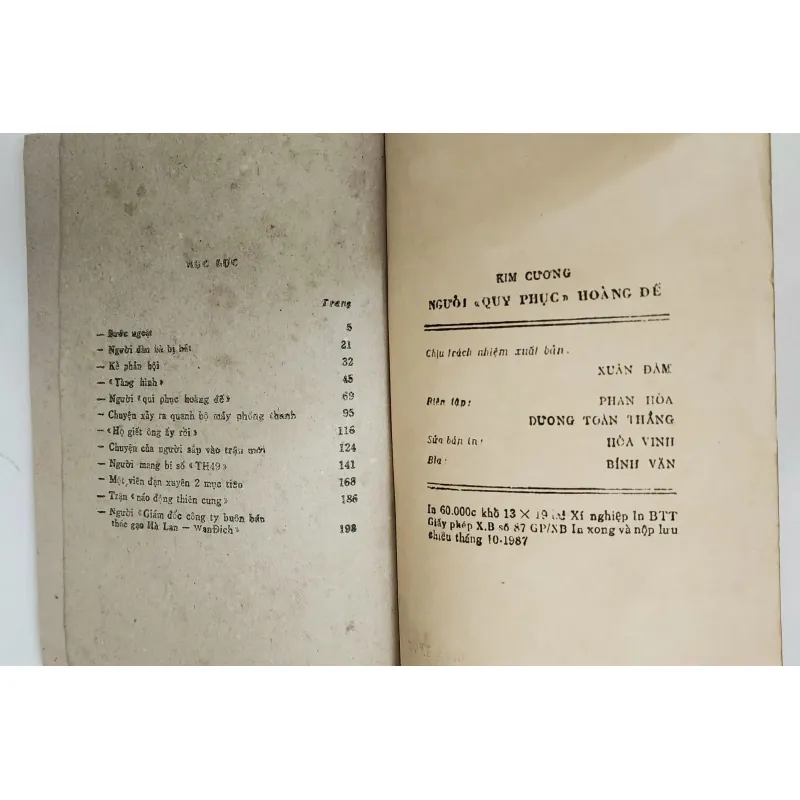 MỤC LỤC
Trang
— Bước ngoặt 5
— Người đàn bà bị bắt 21
— Kẻ phản bội 32
— «Tàng hình» 45
— Người «qui phục hoàng đế» 69
— Chuyện xảy ra quanh bộ máy phóng thanh 95
— «Họ giết ông ấy rồi» 116
— Chuyện của người sắp vào trận mới 124
— Người mang bí số «TH49» 141
— Một viên đạn xuyên 2 mục tiêu 168
— Trận «náo động thiên cung» 186
— Người «Giám đốc công ty buôn bán
thóc gạo Hà Lan — WanĐich» 198
KIM CƯƠNG
NGƯỜI «QUY PHỤC» HOÀNG ĐẾ
Chịu trách nhiệm xuất bản.
XUÂN ĐÀM
Biên tập: PHAN HÒA
DƯƠNG TOÀN THẮNG
Sửa bản in: HÒA VINH
Bìa: BÌNH VĂN
In 60.000c khổ 13 × 19 tại Xí nghiệp In BTT
Giấy phép X.B số 87 GP/XB In xong và nộp lưu
chiểu tháng 10-1987